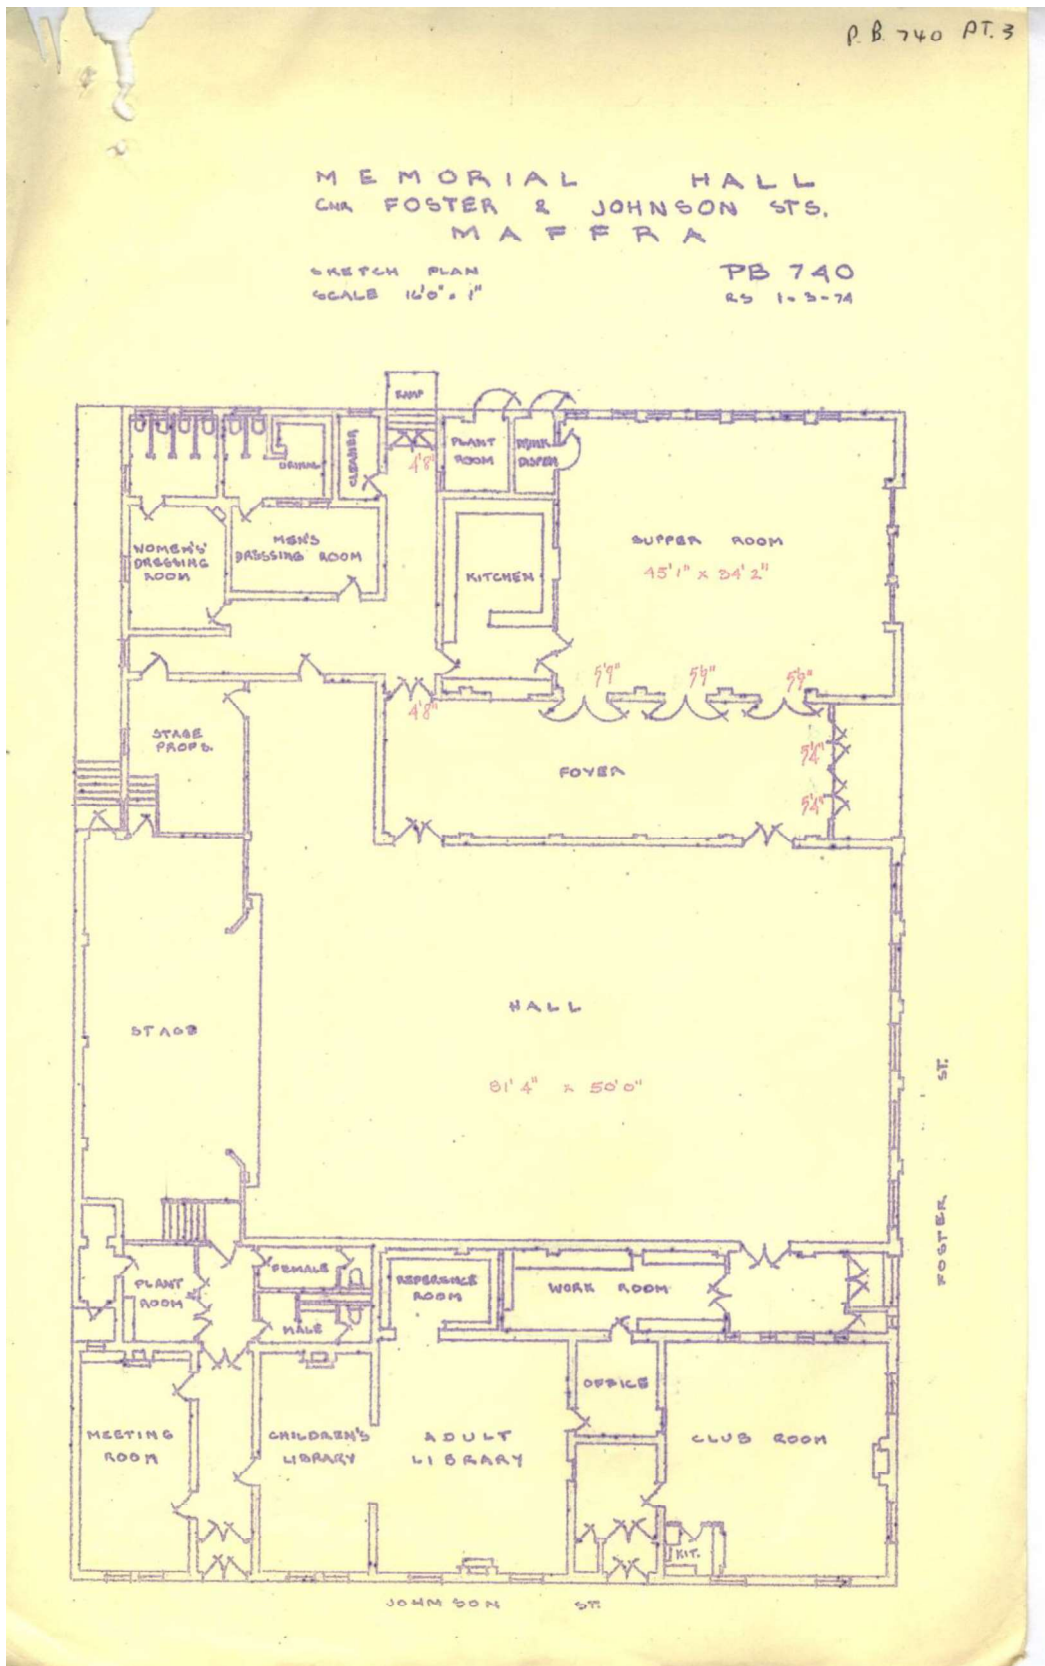 P.B. 740 PT. 3
MEMORIAL HALL
CNR FOSTER & JOHNSON STS.
MAFFRA
SKETCH PLAN
SCALE 16'0" = 1"
PB 740
RS 1-3-74
RAMP
4'8"
CLEANER
URINAL
PLANT
ROOM
DRINK
DISPEN
WOMEN'S
DRESSING
ROOM
MEN'S
DRESSING ROOM
KITCHEN
SUPPER ROOM
45'1" x 34'2"
5'9"
5'9"
5'9"
4'8"
STAGE
PROPS.
FOYER
5'4"
5'4"
STAGE
HALL
81'4" x 50'0"
FOSTER ST.
PLANT
ROOM
FEMALE
MALE
REFERENCE
ROOM
WORK ROOM
MEETING
ROOM
CHILDREN'S
LIBRARY
ADULT
LIBRARY
OFFICE
CLUB ROOM
KIT.
JOHNSON ST.